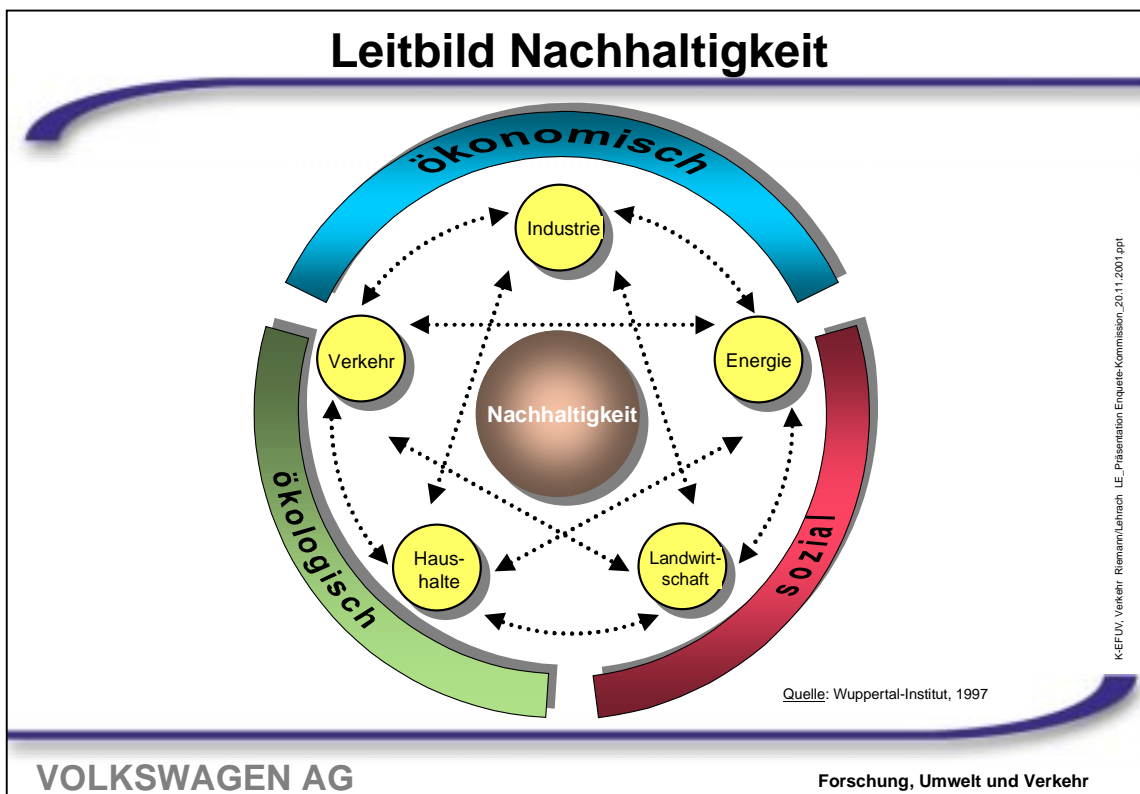 Leitbild Nachhaltigkeit
ökonomisch
Industrie
Verkehr
Energie
Nachhaltigkeit
ökologisch
sozial
Haus-
halte
Landwirt-
schaft
Quelle: Wuppertal-Institut, 1997
K-EFUV, Verkehr Riemann/Lehrach LE_Präsentation Enquete-Kommission_20.11.2001.ppt
VOLKSWAGEN AG
Forschung, Umwelt und Verkehr